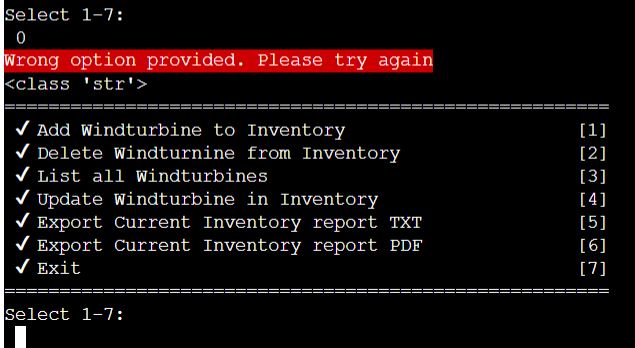 Select 1-7:
0
Wrong option provided. Please try again
<class 'str'>
=======================================================
✓ Add Windturbine to Inventory [1]
✓ Delete Windturnine from Inventory [2]
✓ List all Windturbines [3]
✓ Update Windturbine in Inventory [4]
✓ Export Current Inventory report TXT [5]
✓ Export Current Inventory report PDF [6]
✓ Exit [7]
=======================================================
Select 1-7: